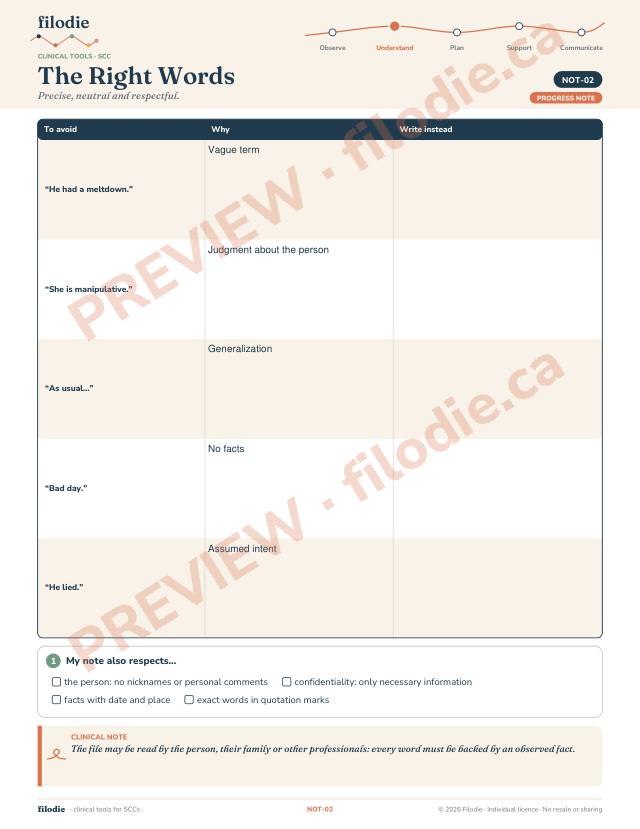 filodie
CLINICAL TOOLS · SCC
Observe
Understand
Plan
Support
Communicate
The Right Words
Precise, neutral and respectful.
NOT-02
PROGRESS NOTE
To avoid
Why
Write instead
Vague term
“He had a meltdown.”
Judgment about the person
“She is manipulative.”
Generalization
“As usual…”
No facts
“Bad day.”
Assumed intent
“He lied.”
PREVIEW · filodie.ca
PREVIEW · filodie.ca
1 My note also respects…
the person: no nicknames or personal comments
confidentiality: only necessary information
facts with date and place
exact words in quotation marks
CLINICAL NOTE
The file may be read by the person, their family or other professionals: every word must be backed by an observed fact.
filodie · clinical tools for SCCs
NOT-02
© 2026 Filodie · Individual licence · No resale or sharing